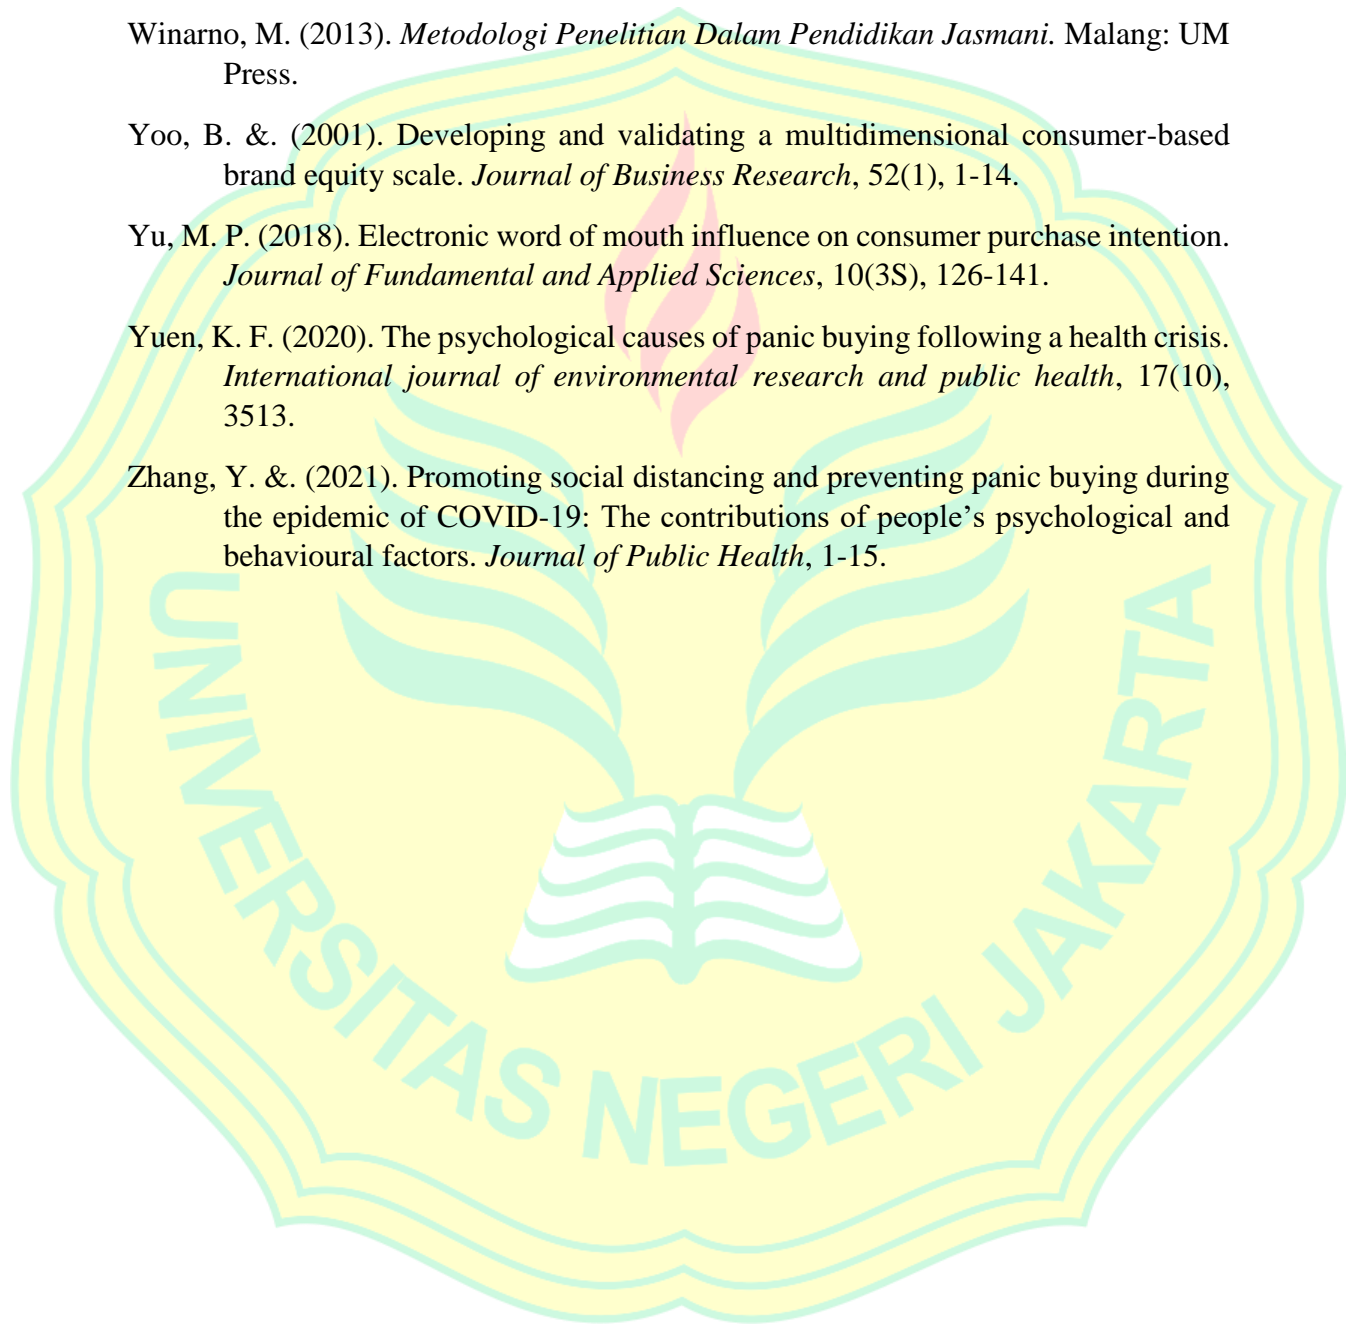 Winarno, M. (2013). Metodologi Penelitian Dalam Pendidikan Jasmani. Malang: UM
Press.
Yoo, B. &. (2001). Developing and validating a multidimensional consumer-based
brand equity scale. Journal of Business Research, 52(1), 1-14.
Yu, M. P. (2018). Electronic word of mouth influence on consumer purchase intention.
Journal of Fundamental and Applied Sciences, 10(3S), 126-141.
Yuen, K. F. (2020). The psychological causes of panic buying following a health crisis.
International journal of environmental research and public health, 17(10),
3513.
Zhang, Y. &. (2021). Promoting social distancing and preventing panic buying during
the epidemic of COVID-19: The contributions of people’s psychological and
behavioural factors. Journal of Public Health, 1-15.
UNIVERSITAS NEGERI JAKARTA